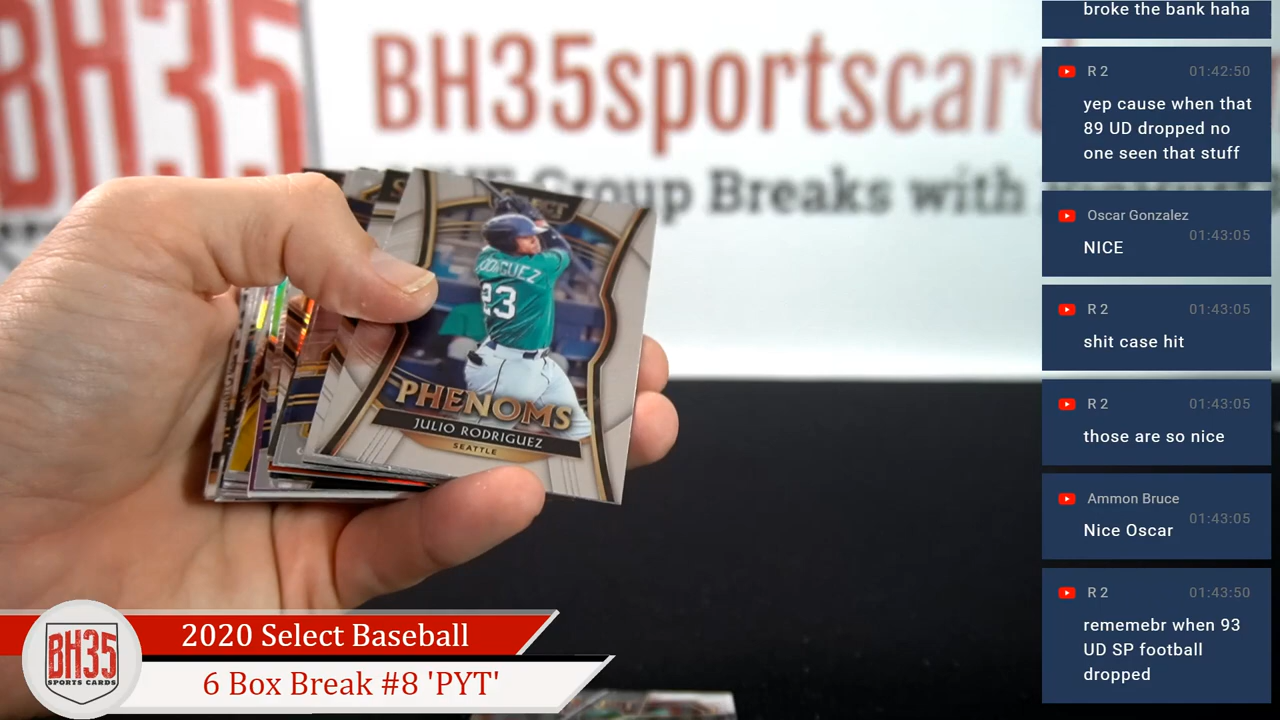 BH35
BH35sportscar
Group Breaks with
SELECT
23
PHENOMS
JULIO RODRIGUEZ
SEATTLE
BH35
SPORTS CARDS
2020 Select Baseball
6 Box Break #8 'PYT'
broke the bank haha
R 2
01:42:50
yep cause when that
89 UD dropped no
one seen that stuff
Oscar Gonzalez
01:43:05
NICE
R 2
01:43:05
shit case hit
R 2
01:43:05
those are so nice
Ammon Bruce
01:43:05
Nice Oscar
R 2
01:43:50
rememebr when 93
UD SP football
dropped